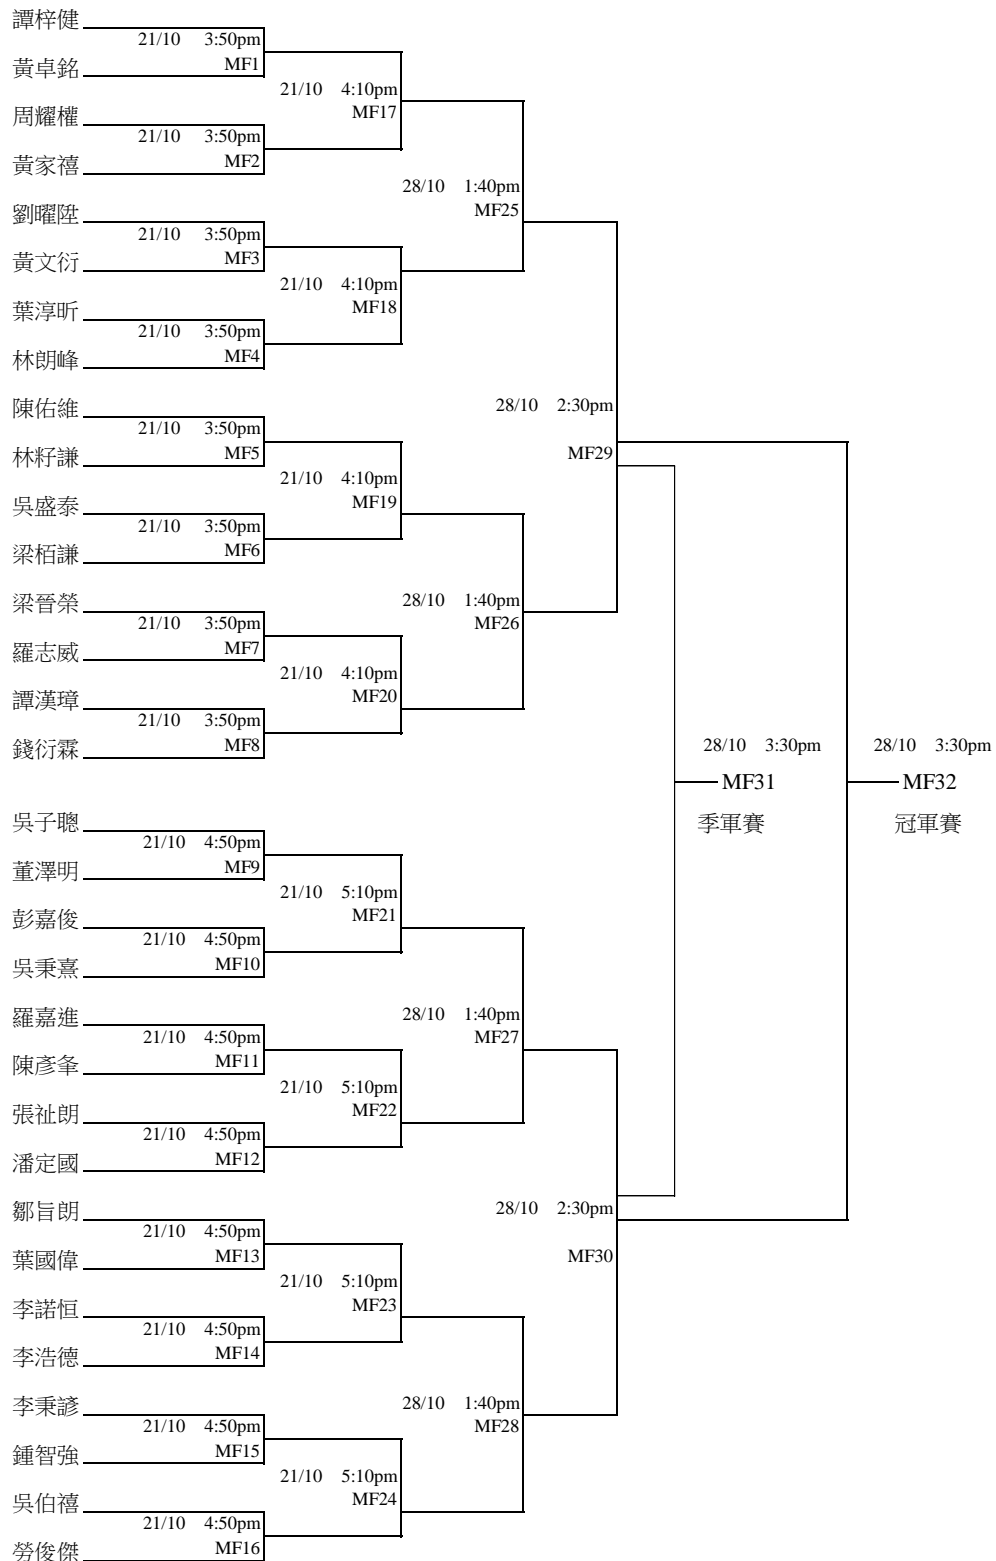 譚梓健
21/10 3:50pm
黃卓銘
MF1
21/10 4:10pm
MF17
周耀權
21/10 3:50pm
黃家禧
MF2
28/10 1:40pm
MF25
劉曜陞
21/10 3:50pm
黃文衍
MF3
21/10 4:10pm
MF18
葉淳昕
21/10 3:50pm
林朗峰
MF4
28/10 2:30pm
MF29
陳佑維
21/10 3:50pm
林籽謙
MF5
21/10 4:10pm
MF19
吳盛泰
21/10 3:50pm
梁栢謙
MF6
28/10 1:40pm
MF26
梁晉榮
21/10 3:50pm
羅志威
MF7
21/10 4:10pm
MF20
譚漢璋
21/10 3:50pm
錢衍霖
MF8
28/10 3:30pm
MF31
季軍賽
28/10 3:30pm
MF32
冠軍賽
吳子聰
21/10 4:50pm
董澤明
MF9
21/10 5:10pm
MF21
彭嘉俊
21/10 4:50pm
吳秉熹
MF10
28/10 1:40pm
MF27
羅嘉進
21/10 4:50pm
陳彥夆
MF11
21/10 5:10pm
MF22
張祉朗
21/10 4:50pm
潘定國
MF12
28/10 2:30pm
MF30
鄒旨朗
21/10 4:50pm
葉國偉
MF13
21/10 5:10pm
MF23
李諾恒
21/10 4:50pm
李浩德
MF14
28/10 1:40pm
MF28
李秉諺
21/10 4:50pm
鍾智強
MF15
21/10 5:10pm
MF24
吳伯禧
21/10 4:50pm
勞俊傑
MF16